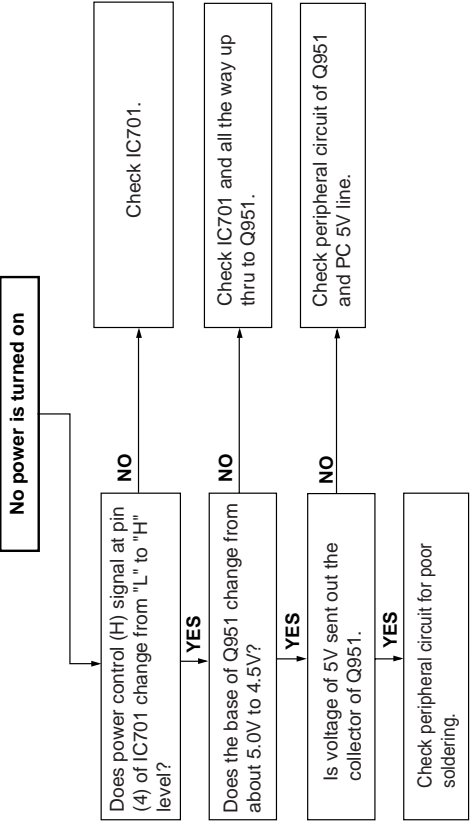 No power is turned on
Does power control (H) signal at pin
(4) of IC701 change from "L" to "H"
level?
NO
Check IC701.
YES
Does the base of Q951 change from
about 5.0V to 4.5V?
NO
Check IC701 and all the way up
thru to Q951.
YES
Is voltage of 5V sent out the
collector of Q951.
NO
Check peripheral circuit of Q951
and PC 5V line.
YES
Check peripheral circuit for poor
soldering.